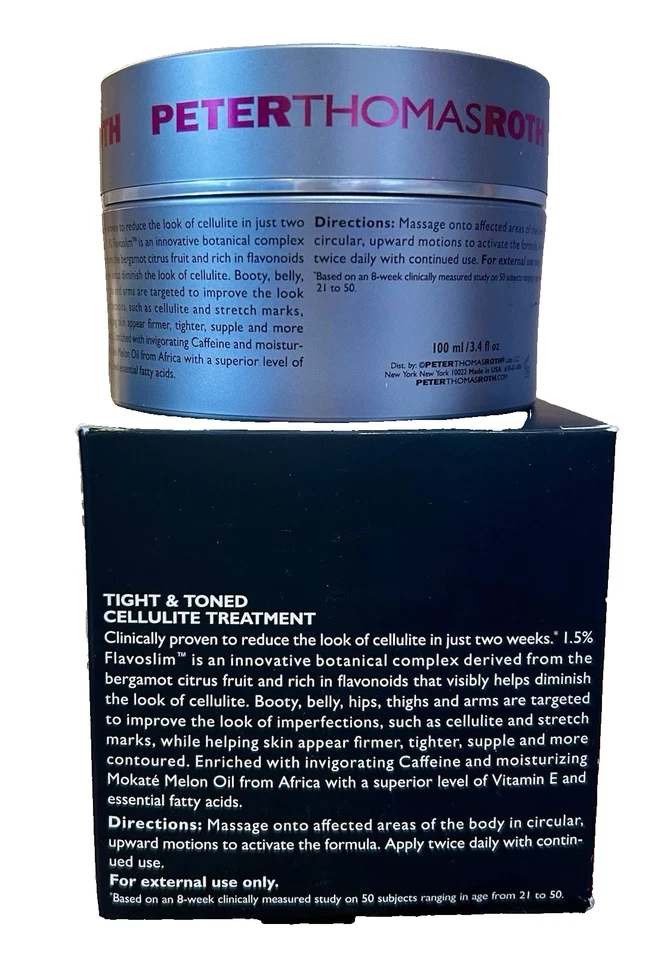 TH PETERTHOMASROTH
to reduce the look of cellulite in just two
Flavoslim™ is an innovative botanical complex
bergamot citrus fruit and rich in flavonoids
diminish the look of cellulite. Booty, belly,
and arms are targeted to improve the look
such as cellulite and stretch marks,
skin appear firmer, tighter, supple and more
with invigorating Caffeine and moistur-
Melon Oil from Africa with a superior level of
essential fatty acids.
Directions: Massage onto affected areas of
circular, upward motions to activate the
twice daily with continued use. For external
*Based on an 8-week clinically measured study on 50 subjects
21 to 50.
100 ml/3.4 fl oz
Dist. by: ©PETERTHOMASROTH® Labs LLC
New York New York 10022 Made in USA
PETERTHOMASROTH.COM
TIGHT & TONED
CELLULITE TREATMENT
Clinically proven to reduce the look of cellulite in just two weeks.* 1.5%
Flavoslim™ is an innovative botanical complex derived from the
bergamot citrus fruit and rich in flavonoids that visibly helps diminish
the look of cellulite. Booty, belly, hips, thighs and arms are targeted
to improve the look of imperfections, such as cellulite and stretch
marks, while helping skin appear firmer, tighter, supple and more
contoured. Enriched with invigorating Caffeine and moisturizing
Mokaté Melon Oil from Africa with a superior level of Vitamin E and
essential fatty acids.
Directions: Massage onto affected areas of the body in circular,
upward motions to activate the formula. Apply twice daily with contin-
ued use.
For external use only.
*Based on an 8-week clinically measured study on 50 subjects ranging in age from 21 to 50.